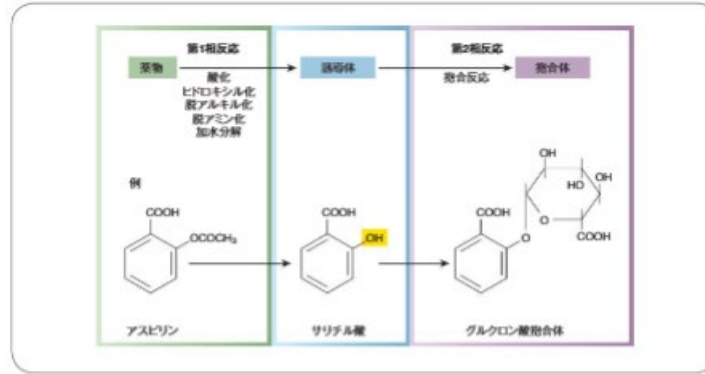 第1相反応
第2相反応
薬物
誘導体
抱合体
酸化
ヒドロキシル化
脱アルキル化
脱アミン化
加水分解
抱合反応
例
COOH
OCOCH₃
COOH
OH
COOH
O
O
OH
OH
HO
COOH
アスピリン
サリチル酸
グルクロン酸抱合体